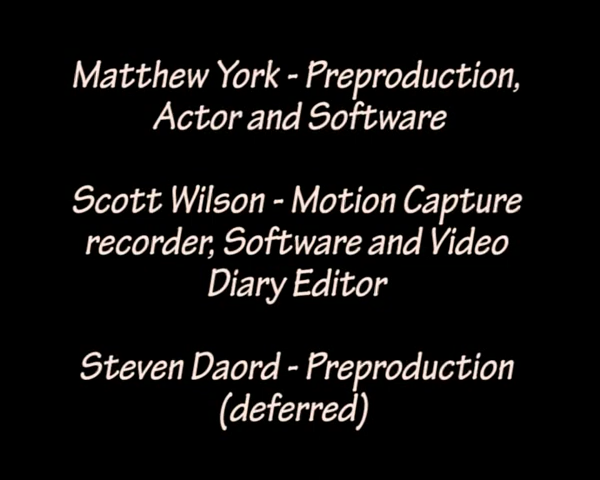 Matthew York - Preproduction,
Actor and Software
Scott Wilson - Motion Capture
recorder, Software and Video
Diary Editor
Steven Daord - Preproduction
(deferred)